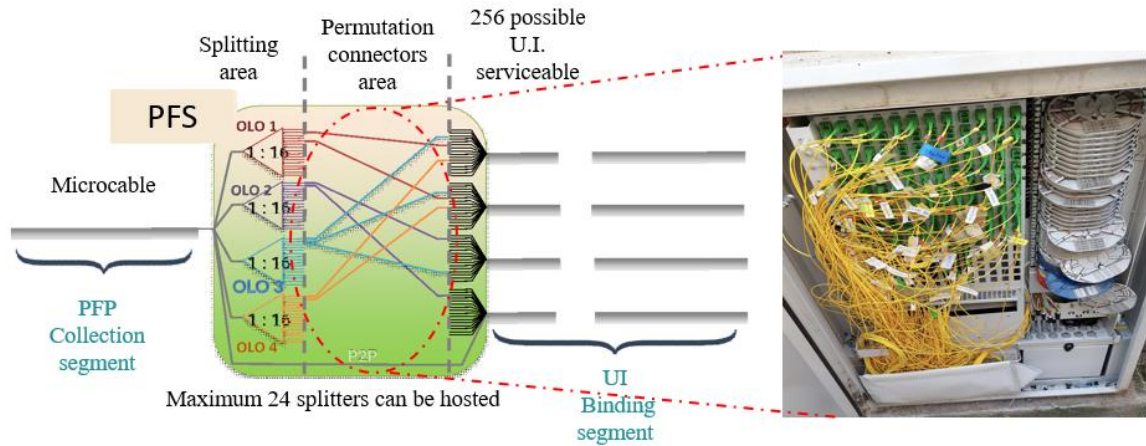 Splitting
area
Permutation
connectors
area
256 possible
U.I.
serviceable
PFS
Microcable
OLO 1
1:16
OLO 2
1:16
1:16
OLO 3
1:16
OLO 4
P2P
PFP
Collection
segment
Maximum 24 splitters can be hosted
UI
Binding
segment